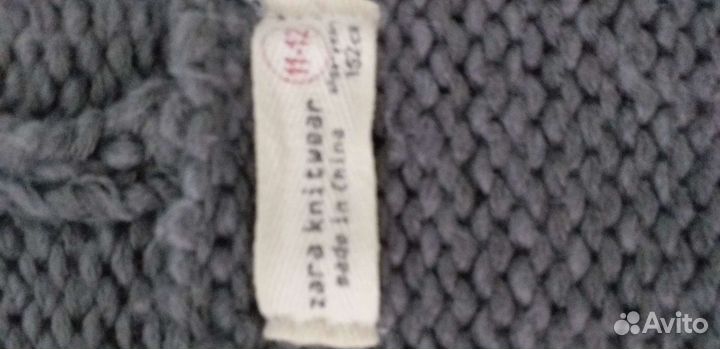 zara knitwear
made in China
11-12
152 cm
Avito